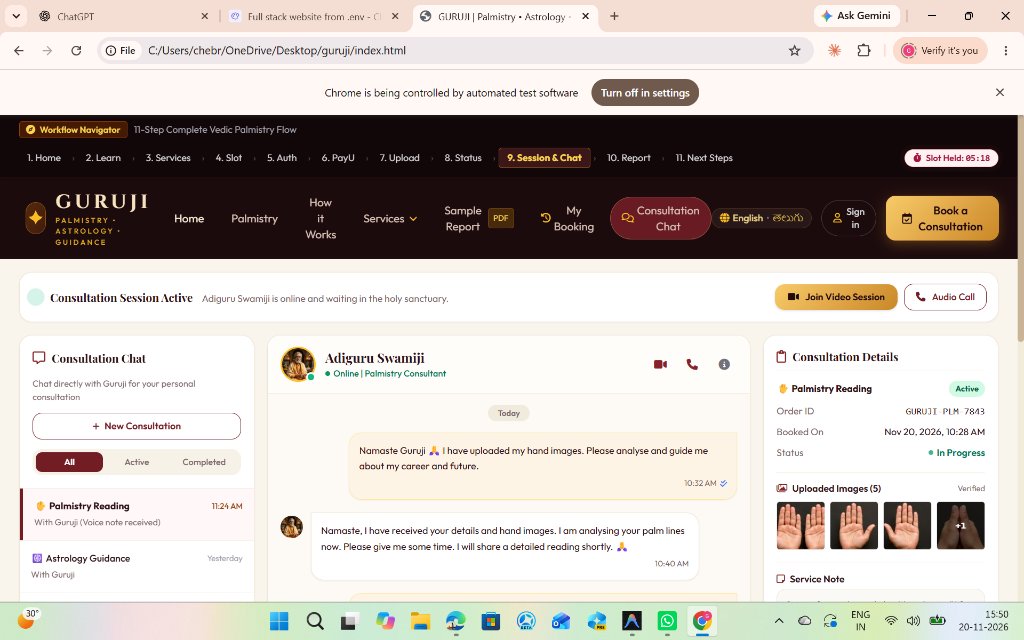 ChatGPT
Full stack website from .env - Cl
GURUJI | Palmistry • Astrology ·
Ask Gemini
File
C:/Users/chebr/OneDrive/Desktop/guruji/index.html
Verify it's you
Chrome is being controlled by automated test software
Turn off in settings
Workflow Navigator
11-Step Complete Vedic Palmistry Flow
1. Home › 2. Learn › 3. Services › 4. Slot › 5. Auth › 6. PayU › 7. Upload › 8. Status › 9. Session & Chat › 10. Report › 11. Next Steps
Slot Held: 05:18
GURUJI
PALMISTRY •
ASTROLOGY •
GUIDANCE
Home
Palmistry
How
it
Works
Services
Sample
Report
PDF
My
Booking
Consultation
Chat
English · తెలుగు
Sign
in
Book a
Consultation
Consultation Session Active
Adiguru Swamiji is online and waiting in the holy sanctuary.
Join Video Session
Audio Call
Consultation Chat
Chat directly with Guruji for your personal
consultation
+ New Consultation
All
Active
Completed
Palmistry Reading
11:24 AM
With Guruji (Voice note received)
Astrology Guidance
Yesterday
With Guruji
Adiguru Swamiji
Online | Palmistry Consultant
Today
Namaste Guruji 🙏 I have uploaded my hand images. Please analyse and guide me
about my career and future.
10:32 AM
Namaste, I have received your details and hand images. I am analysing your palm lines
now. Please give me some time. I will share a detailed reading shortly. 🙏
10:40 AM
Consultation Details
Palmistry Reading
Active
Order ID
GURUJI-PLM-7843
Booked On
Nov 20, 2026, 10:28 AM
Status
In Progress
Uploaded Images (5)
Verified
+1
Service Note
30°
BETA
PRE
ENG
IN
15:50
20-11-2026